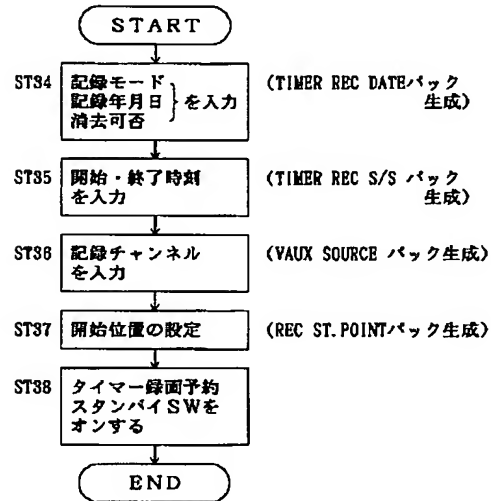 START
ST34
記録モード
記録年月日 を入力
消去可否
(TIMER REC DATEパック
生成)
ST35
開始・終了時刻
を入力
(TIMER REC S/S パック
生成)
ST36
記録チャンネル
を入力
(VAUX SOURCE パック生成)
ST37
開始位置の設定
(REC ST.POINTパック生成)
ST38
タイマー録画予約
スタンバイSWを
オンする
END